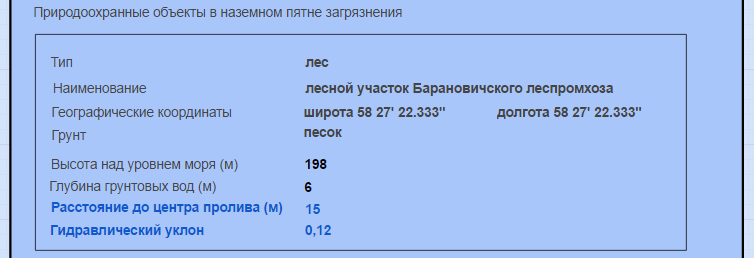 Природоохранные объекты в наземном пятне загрязнения
Тип лес
Наименование лесной участок Барановичского леспромхоза
Географические координаты широта 58 27' 22.333" долгота 58 27' 22.333"
Грунт песок
Высота над уровнем моря (м) 198
Глубина грунтовых вод (м) 6
Расстояние до центра пролива (м) 15
Гидравлический уклон 0,12